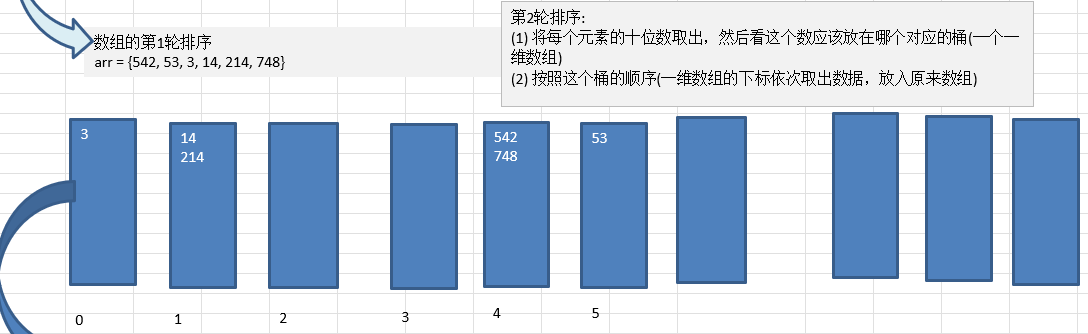 数组的第1轮排序
arr = {542, 53, 3, 14, 214, 748}
第2轮排序:
(1) 将每个元素的十位数取出，然后看这个数应该放在哪个对应的桶(一个一
维数组)
(2) 按照这个桶的顺序(一维数组的下标依次取出数据，放入原来数组)
3
14
214
542
748
53
0
1
2
3
4
5